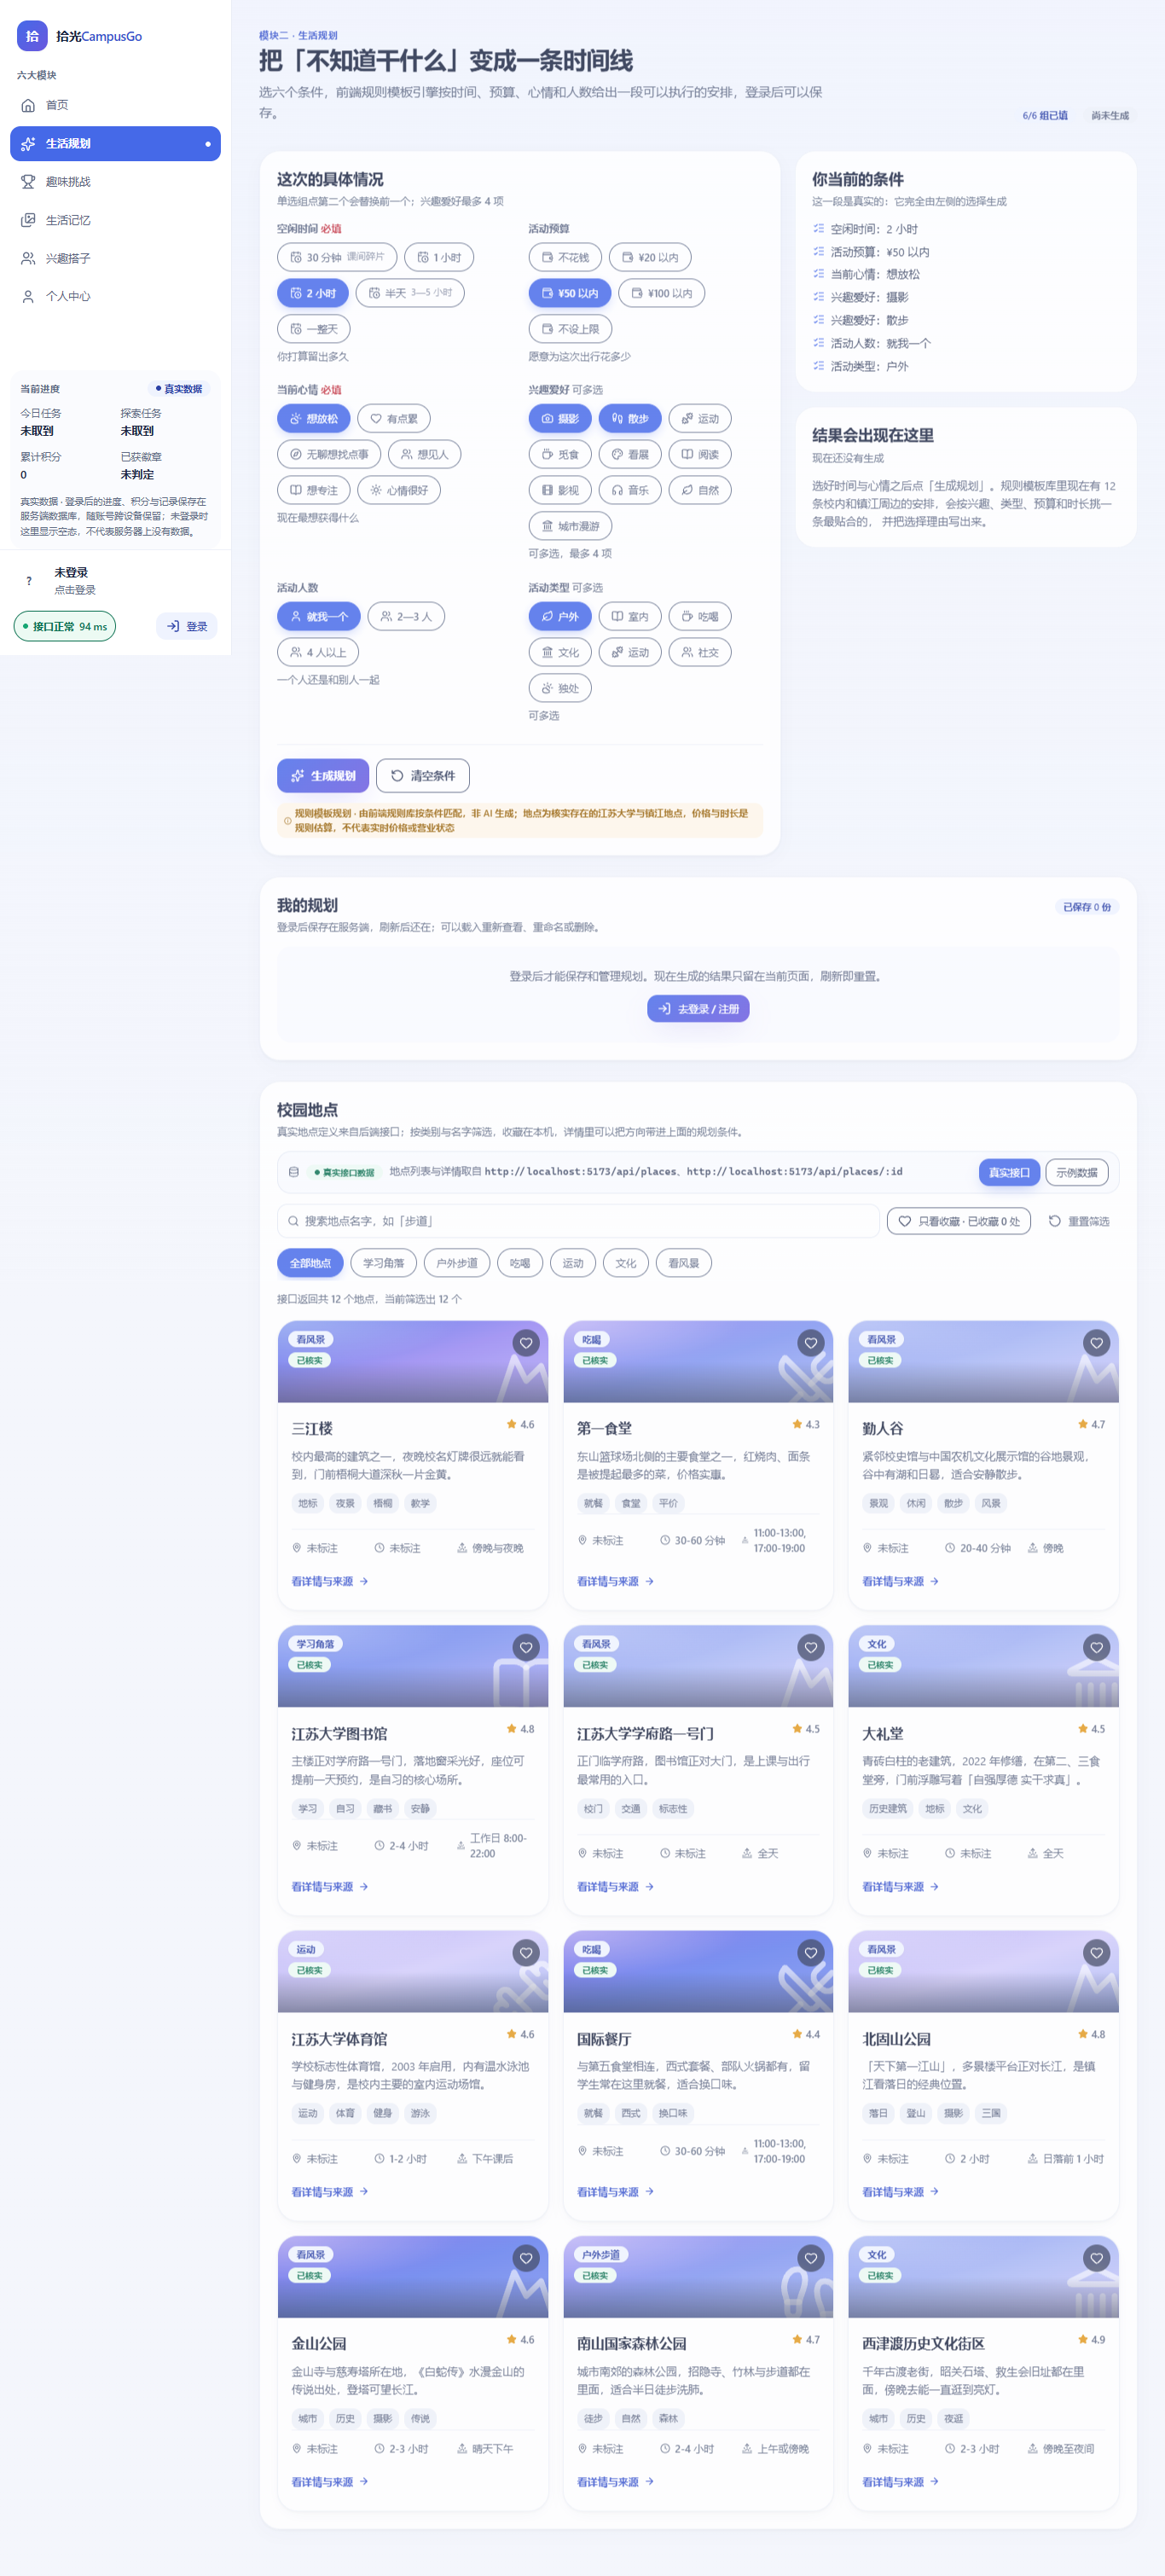 拾 拾光CampusGo
六大模块
首页
生活规划
趣味挑战
生活记忆
兴趣搭子
个人中心
当前进度 真实数据
今日任务 探索任务
未取到 未取到
累计积分 已获徽章
0 未判定
真实数据 · 登录后的进度、积分与记录保存在
服务端数据库，随账号跨设备保留；未登录时
这里显示空态，不代表服务器上没有数据。
? 未登录
点击登录
接口正常 94 ms 登录
模块二 · 生活规划
把「不知道干什么」变成一条时间线
选六个条件，前端规则模板引擎按时间、预算、心情和人数给出一段可以执行的安排，登录后可以保
存。
6/6 组已填 尚未生成
这次的具体情况
单选组点第二个会替换前一个；兴趣爱好最多 4 项
空闲时间 必填
30 分钟 课间碎片 1 小时
2 小时 半天 3—5 小时
一整天
你打算留出多久
活动预算
不花钱 ¥20 以内
¥50 以内 ¥100 以内
不设上限
愿意为这次出行花多少
当前心情 必填
想放松 有点累
无聊想找点事 想见人
想专注 心情很好
现在最想获得什么
兴趣爱好 可多选
摄影 散步 运动
觅食 看展 阅读
影视 音乐 自然
城市漫游
可多选，最多 4 项
活动人数
就我一个 2—3 人
4 人以上
一个人还是和别人一起
活动类型 可多选
户外 室内 吃喝
文化 运动 社交
独处
可多选
生成规划 清空条件
规则模板规划 · 由前端规则库按条件匹配，非 AI 生成；地点为核实存在的江苏大学与镇江地点，价格与时长是
规则估算，不代表实时价格或营业状态
你当前的条件
这一段是真实的：它完全由左侧的选择生成
空闲时间：2 小时
活动预算：¥50 以内
当前心情：想放松
兴趣爱好：摄影
兴趣爱好：散步
活动人数：就我一个
活动类型：户外
结果会出现在这里
现在还没有生成
选好时间与心情之后点「生成规划」。规则模板库里现在有 12
条校内和镇江周边的安排，会按兴趣、类型、预算和时长挑一
条最贴合的，并把选择理由写出来。
我的规划 已保存 0 份
登录后保存在服务端，刷新后还在；可以载入重新查看、重命名或删除。
登录后才能保存和管理规划。现在生成的结果只留在当前页面，刷新即重置。
去登录 / 注册
校园地点
真实地点定义来自后端接口；按类别与名字筛选，收藏在本机，详情里可以把方向带进上面的规划条件。
真实接口数据 地点列表与详情取自 http://localhost:5173/api/places、http://localhost:5173/api/places/:id 真实接口 示例数据
搜索地点名字，如「步道」 只看收藏 · 已收藏 0 处 重置筛选
全部地点 学习角落 户外步道 吃喝 运动 文化 看风景
接口返回共 12 个地点，当前筛选出 12 个
看风景
已核实
三江楼 4.6
校内最高的建筑之一，夜晚校名灯牌很远就能看
到，门前梧桐大道深秋一片金黄。
地标 夜景 梧桐 教学
未标注 未标注 傍晚与夜晚
看详情与来源
吃喝
已核实
第一食堂 4.3
东山篮球场北侧的主要食堂之一，红烧肉、面条
是被提起最多的菜，价格实惠。
就餐 食堂 平价
未标注 30-60 分钟 11:00-13:00,
17:00-19:00
看详情与来源
看风景
已核实
勤人谷 4.7
紧邻校史馆与中国农机文化展示馆的谷地景观，
谷中有湖和日晷，适合安静散步。
景观 休闲 散步 风景
未标注 20-40 分钟 傍晚
看详情与来源
学习角落
已核实
江苏大学图书馆 4.8
主楼正对学府路一号门，落地窗采光好，座位可
提前一天预约，是自习的核心场所。
学习 自习 藏书 安静
未标注 2-4 小时 工作日 8:00-
22:00
看详情与来源
看风景
已核实
江苏大学学府路一号门 4.5
正门临学府路，图书馆正对大门，是上课与出行
最常用的入口。
校门 交通 标志性
未标注 未标注 全天
看详情与来源
文化
已核实
大礼堂 4.5
青砖白柱的老建筑，2022 年修缮，在第二、三食
堂旁，门前浮雕写着「自强厚德 实干求真」。
历史建筑 地标 文化
未标注 未标注 全天
看详情与来源
运动
已核实
江苏大学体育馆 4.6
学校标志性体育馆，2003 年启用，内有温水泳池
与健身房，是校内主要的室内运动场馆。
运动 体育 健身 游泳
未标注 1-2 小时 下午课后
看详情与来源
吃喝
已核实
国际餐厅 4.4
与第五食堂相连，西式套餐、部队火锅都有，留
学生常在这里就餐，适合换口味。
就餐 西式 换口味
未标注 30-60 分钟 11:00-13:00,
17:00-19:00
看详情与来源
看风景
已核实
北固山公园 4.8
「天下第一江山」，多景楼平台正对长江，是镇
江看落日的经典位置。
落日 登山 摄影 三国
未标注 2 小时 日落前 1 小时
看详情与来源
看风景
已核实
金山公园 4.6
金山寺与慈寿塔所在地，《白蛇传》水漫金山的
传说出处，登塔可望长江。
城市 历史 摄影 传说
未标注 2-3 小时 晴天下午
看详情与来源
户外步道
已核实
南山国家森林公园 4.7
城市南郊的森林公园，招隐寺、竹林与步道都在
里面，适合半日徒步洗肺。
徒步 自然 森林
未标注 2-4 小时 上午或傍晚
看详情与来源
文化
已核实
西津渡历史文化街区 4.9
千年古渡老街，昭关石塔、救生会旧址都在里
面，傍晚去能一直逛到亮灯。
城市 历史 夜逛
未标注 2-3 小时 傍晚至夜间
看详情与来源